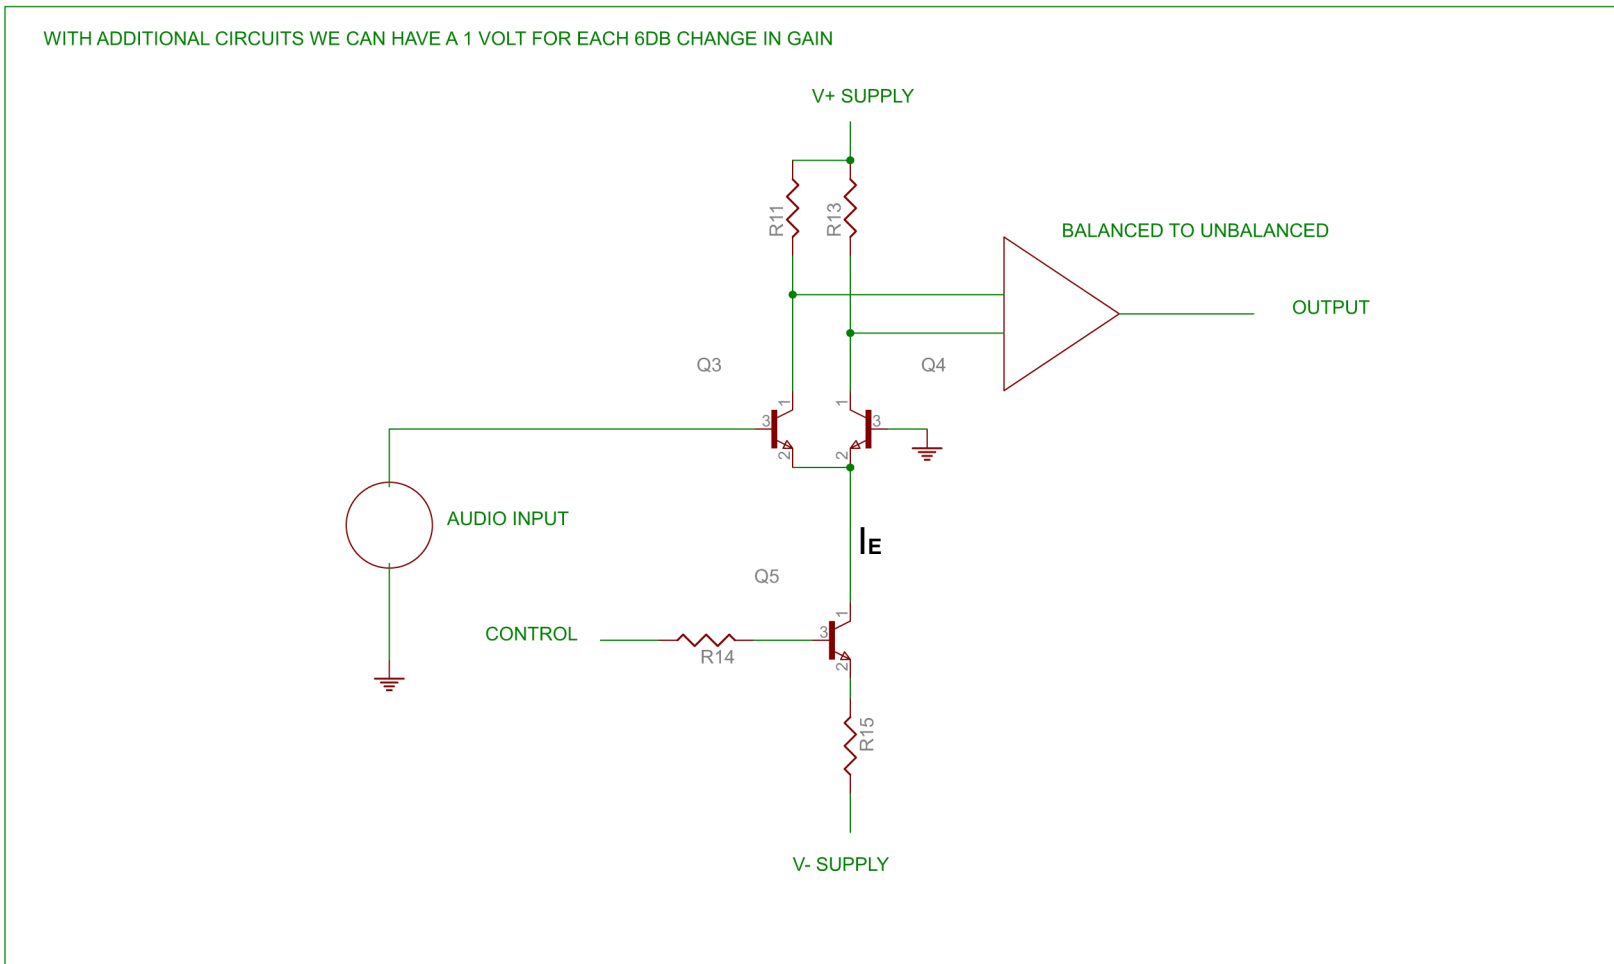 WITH ADDITIONAL CIRCUITS WE CAN HAVE A 1 VOLT FOR EACH 6DB CHANGE IN GAIN
V+ SUPPLY
R11
R13
BALANCED TO UNBALANCED
OUTPUT
Q3
Q4
1
1
3
3
2
2
AUDIO INPUT
IE
Q5
1
CONTROL
3
R14
2
R15
V- SUPPLY